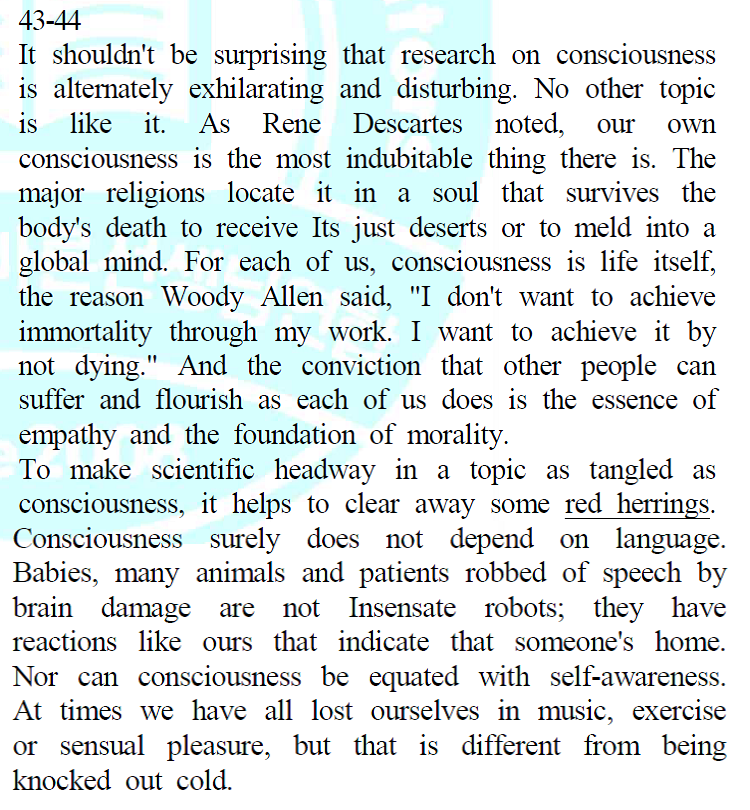 43-44
It shouldn't be surprising that research on consciousness
is alternately exhilarating and disturbing. No other topic
is like it. As Rene Descartes noted, our own
consciousness is the most indubitable thing there is. The
major religions locate it in a soul that survives the
body's death to receive Its just deserts or to meld into a
global mind. For each of us, consciousness is life itself,
the reason Woody Allen said, "I don't want to achieve
immortality through my work. I want to achieve it by
not dying." And the conviction that other people can
suffer and flourish as each of us does is the essence of
empathy and the foundation of morality.
To make scientific headway in a topic as tangled as
consciousness, it helps to clear away some red herrings.
Consciousness surely does not depend on language.
Babies, many animals and patients robbed of speech by
brain damage are not Insensate robots; they have
reactions like ours that indicate that someone's home.
Nor can consciousness be equated with self-awareness.
At times we have all lost ourselves in music, exercise
or sensual pleasure, but that is different from being
knocked out cold.